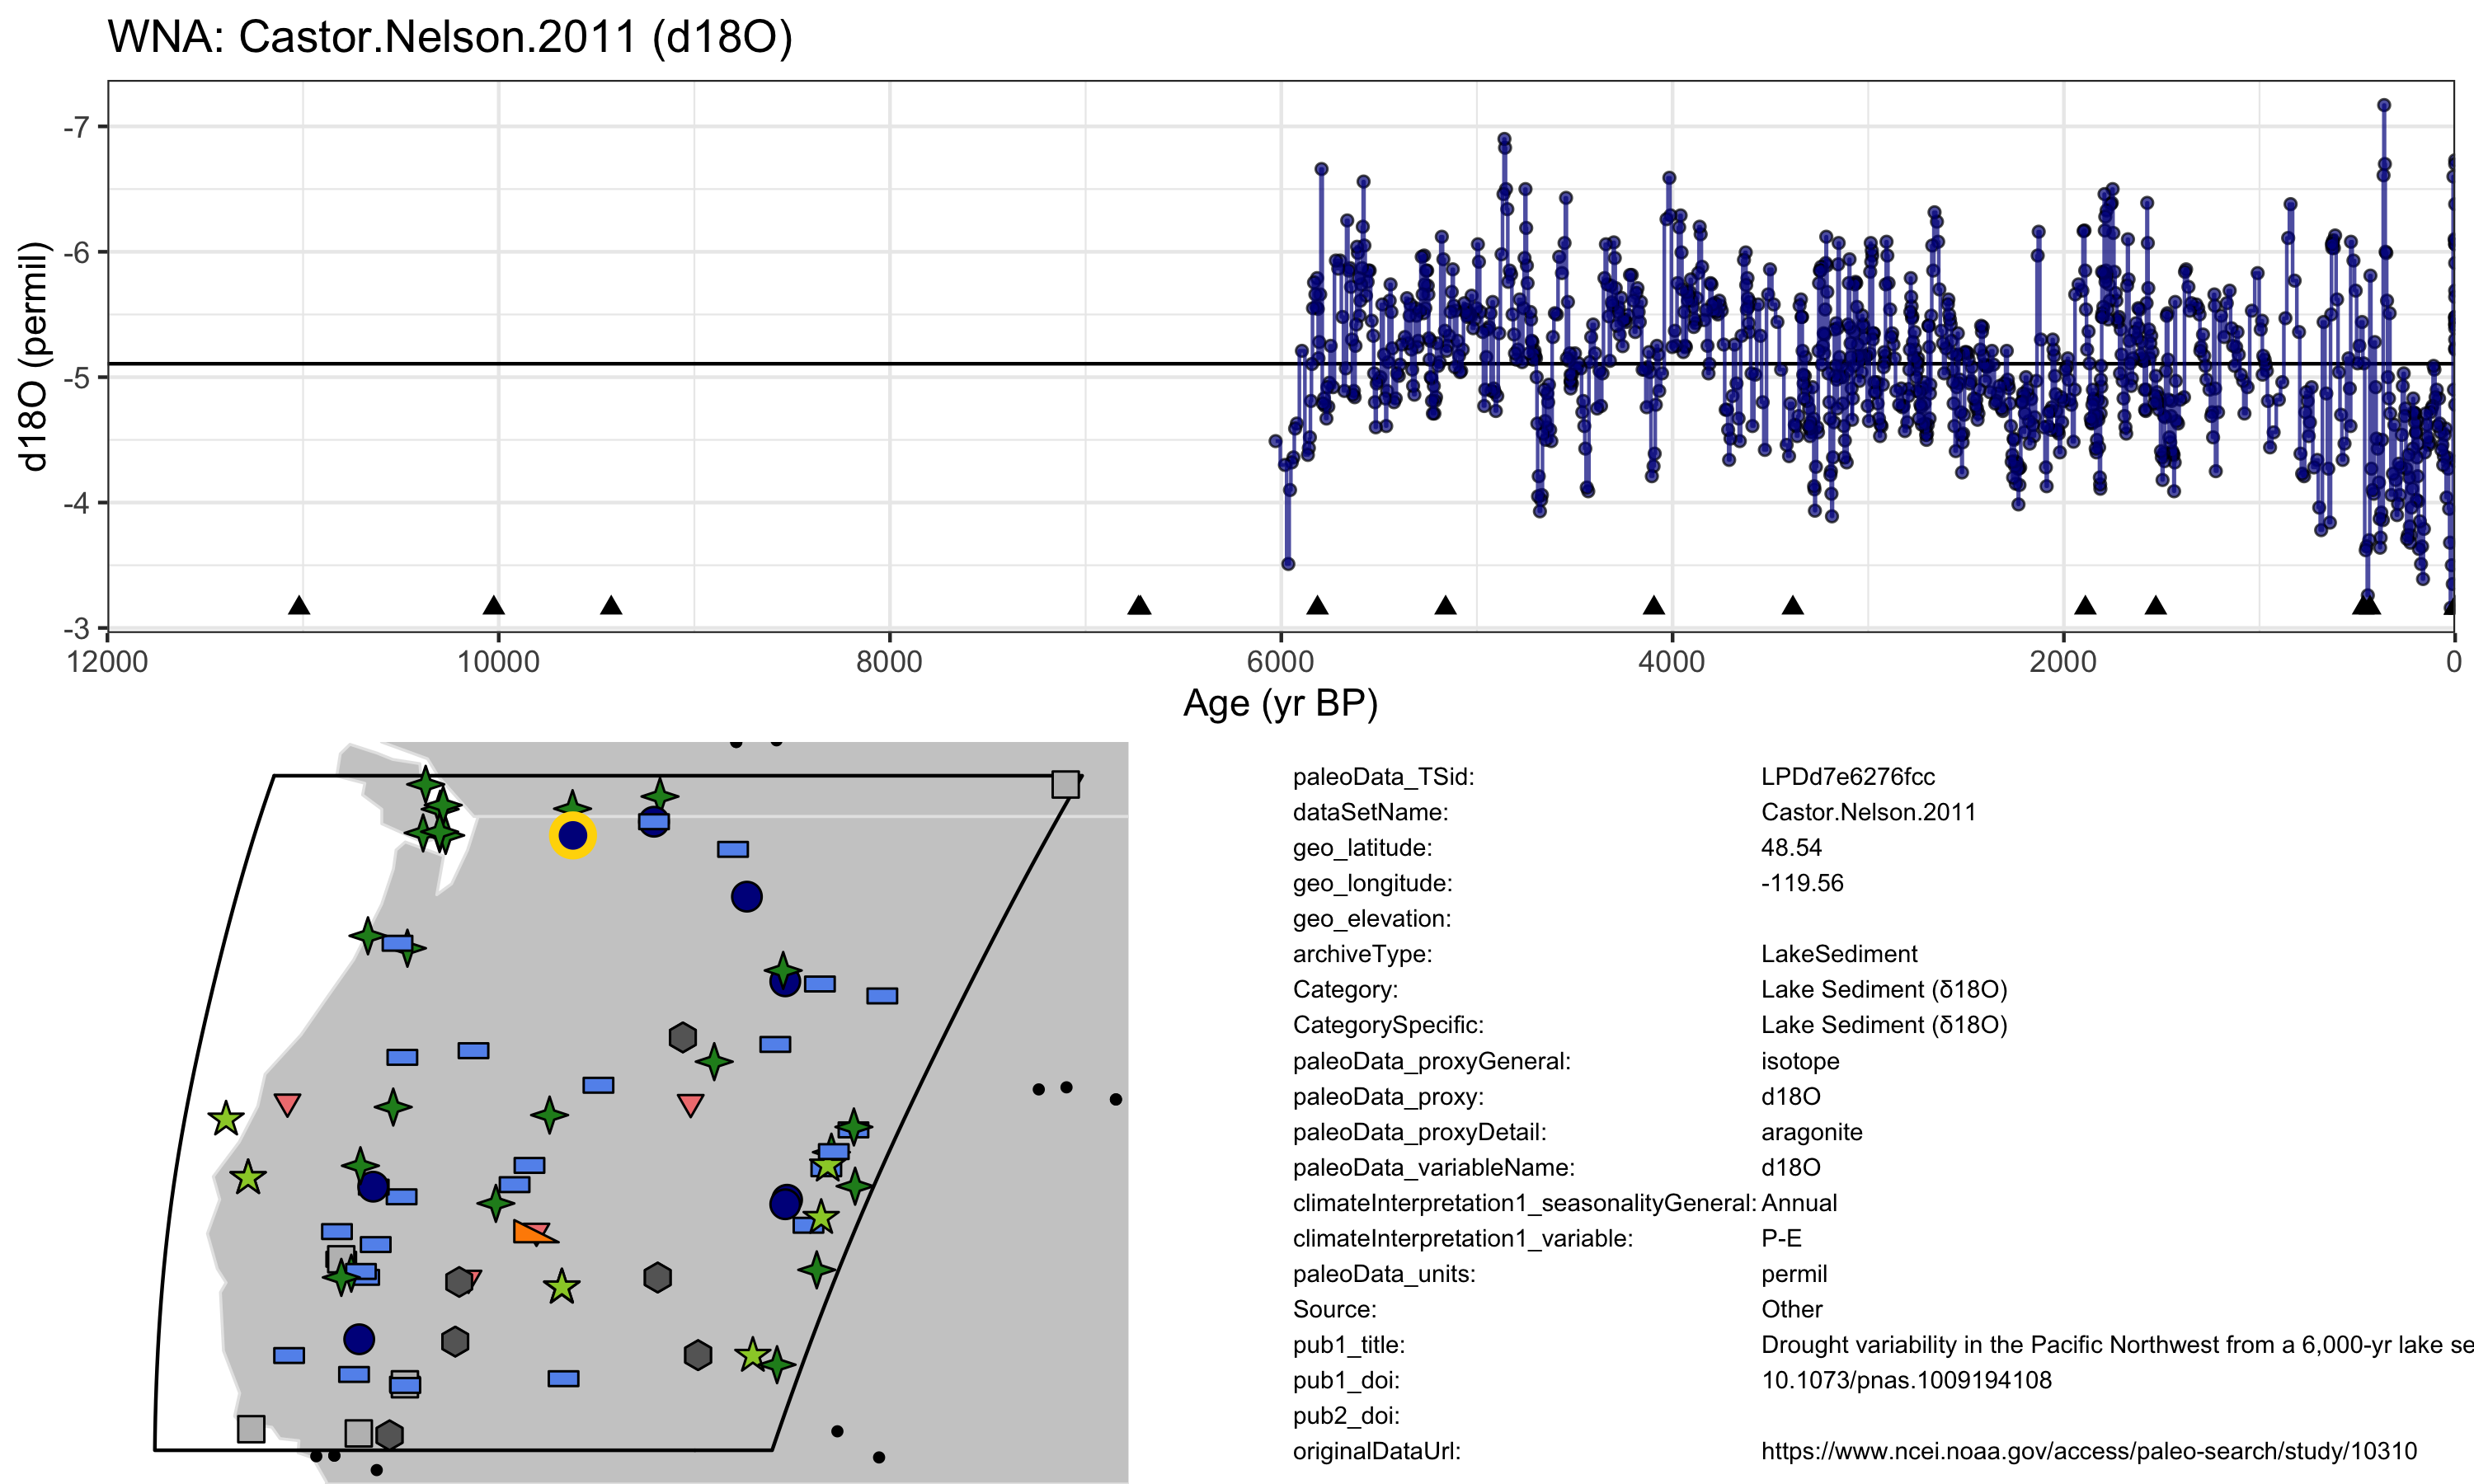 WNA: Castor.Nelson.2011 (d18O)
d18O (permil)
-7
-6
-5
-4
-3
12000 10000 8000 6000 4000 2000 0
Age (yr BP)
paleoData_TSid: LPDd7e6276fcc
dataSetName: Castor.Nelson.2011
geo_latitude: 48.54
geo_longitude: -119.56
geo_elevation:
archiveType: LakeSediment
Category: Lake Sediment (δ18O)
CategorySpecific: Lake Sediment (δ18O)
paleoData_proxyGeneral: isotope
paleoData_proxy: d18O
paleoData_proxyDetail: aragonite
paleoData_variableName: d18O
climateInterpretation1_seasonalityGeneral: Annual
climateInterpretation1_variable: P-E
paleoData_units: permil
Source: Other
pub1_title: Drought variability in the Pacific Northwest from a 6,000-yr lake se
pub1_doi: 10.1073/pnas.1009194108
pub2_doi:
originalDataUrl: https://www.ncei.noaa.gov/access/paleo-search/study/10310